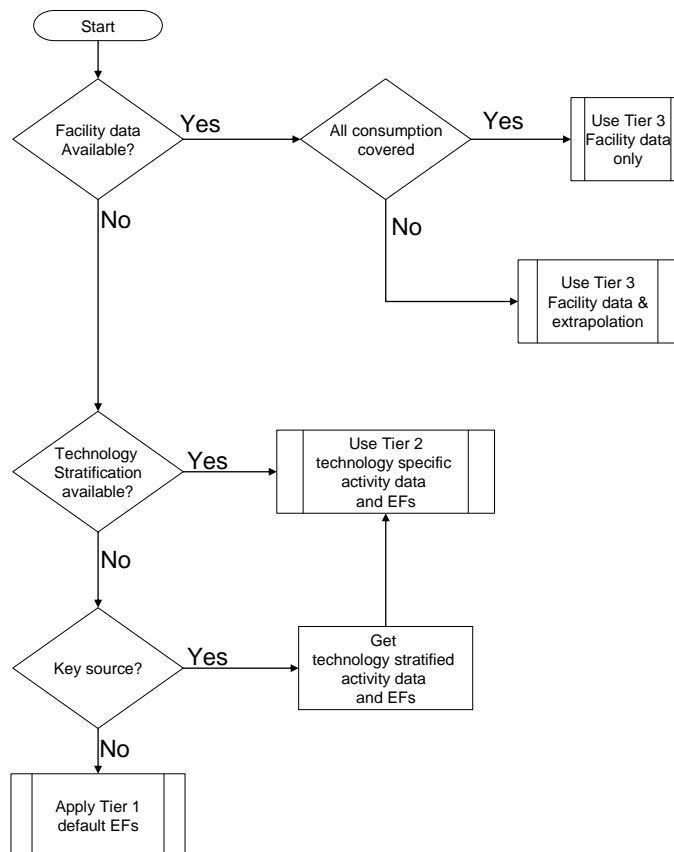 Start
Facility data
Available?
Yes
All consumption
covered
Yes
Use Tier 3
Facility data
only
No
No
Use Tier 3
Facility data &
extrapolation
Technology
Stratification
available?
Yes
Use Tier 2
technology specific
activity data
and EFs
No
Key source?
Yes
Get
technology stratified
activity data
and EFs
No
Apply Tier 1
default EFs